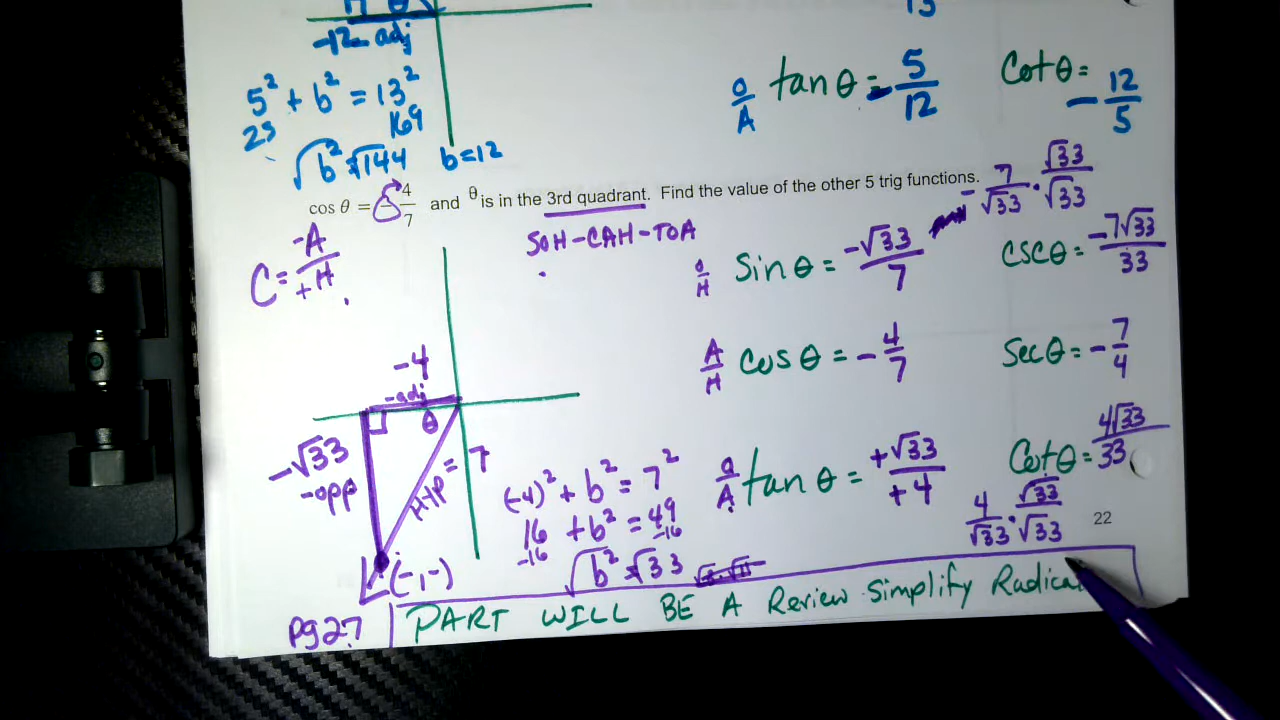 -12 adj
13
5² + b² = 13²
25 169
√b² = √144 b=12
O/A tan θ = -5/12
Cot θ = -12/5
cos θ = -4/7 and θ is in the 3rd quadrant. Find the value of the other 5 trig functions.
-7/√33 · √33/√33
C = -A/+H
SOH-CAH-TOA
O/H Sin θ = -√33/7
CSC θ = -7√33/33
A/H Cos θ = -4/7
Sec θ = -7/4
-4
-adj
θ
-√33
-opp
HYP = 7
(-,-)
(-4)² + b² = 7²
16 + b² = 49
-16 -16
√b² = √33
O/A tan θ = +√33/+4
Cot θ = 4√33/33
4/√33 · √33/√33
22
Pg 27
PART WILL BE A Review Simplify Radica